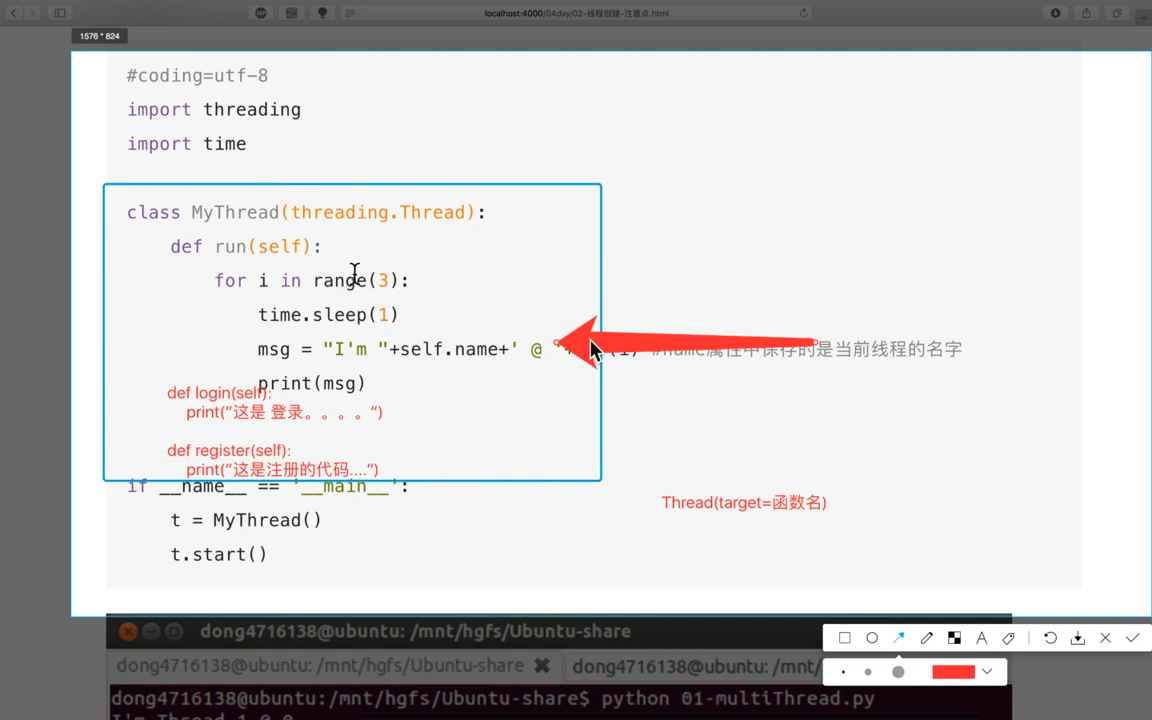 localhost:4000/04day/02-线程创建-注意点.html
1576 * 824
#coding=utf-8
import threading
import time
class MyThread(threading.Thread):
def run(self):
for i in range(3):
time.sleep(1)
msg = "I'm "+self.name+' @ '+ (i) #name属性中保存的是当前线程的名字
print(msg)
def login(self):
print(“这是 登录。。。。”)
def register(self):
print(“这是注册的代码....”)
if __name__ == '__main__':
Thread(target=函数名)
t = MyThread()
t.start()
dong4716138@ubuntu: /mnt/hgfs/Ubuntu-share
dong4716138@ubuntu: /mnt/hgfs/Ubuntu-share
dong4716138@ubuntu: /mnt/
dong4716138@ubuntu:/mnt/hgfs/Ubuntu-share$ python 01-multiThread.py